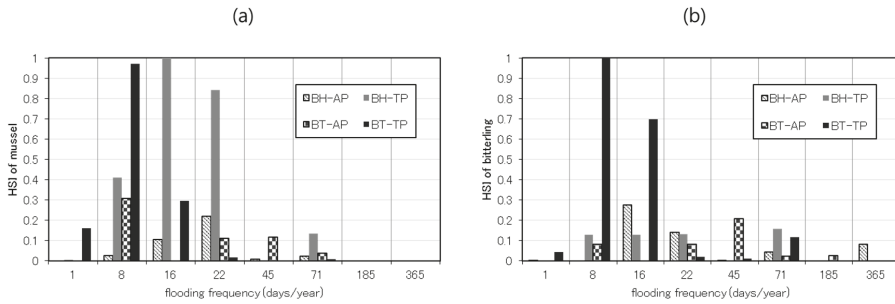 (a)
HSI of mussel
1
0.9
0.8
0.7
0.6
0.5
0.4
0.3
0.2
0.1
0
BH-AP BH-TP
BT-AP BT-TP
1 8 16 22 45 71 185 365
flooding frequency(days/year)
(b)
HSI of bitterling
1
0.9
0.8
0.7
0.6
0.5
0.4
0.3
0.2
0.1
0
BH-AP BH-TP
BT-AP BT-TP
1 8 16 22 45 71 185 365
flooding frequency(days/year)